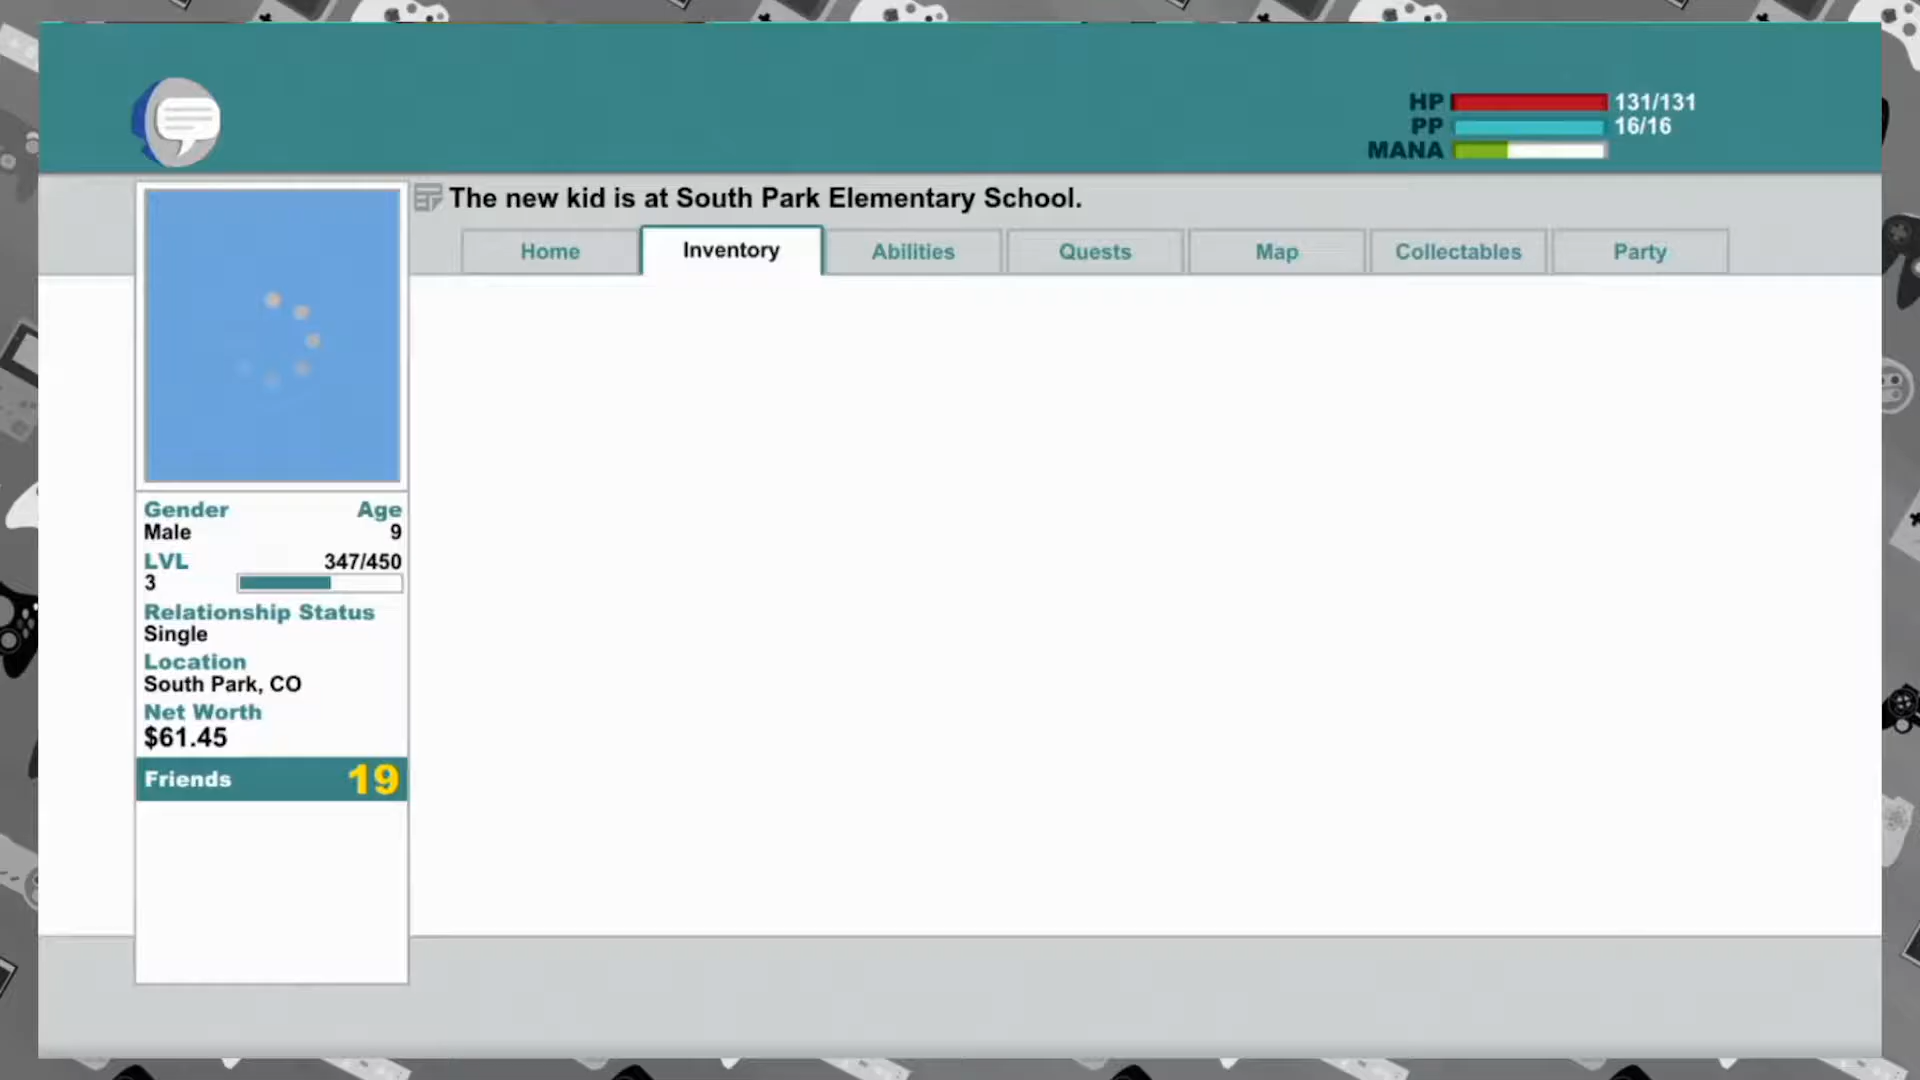 HP 131/131
PP 16/16
MANA
The new kid is at South Park Elementary School.
Home Inventory Abilities Quests Map Collectables Party
Gender Age
Male 9
LVL 347/450
3
Relationship Status
Single
Location
South Park, CO
Net Worth
$61.45
Friends 19